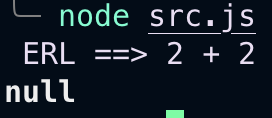 node src.js
ERL ==> 2 + 2
null